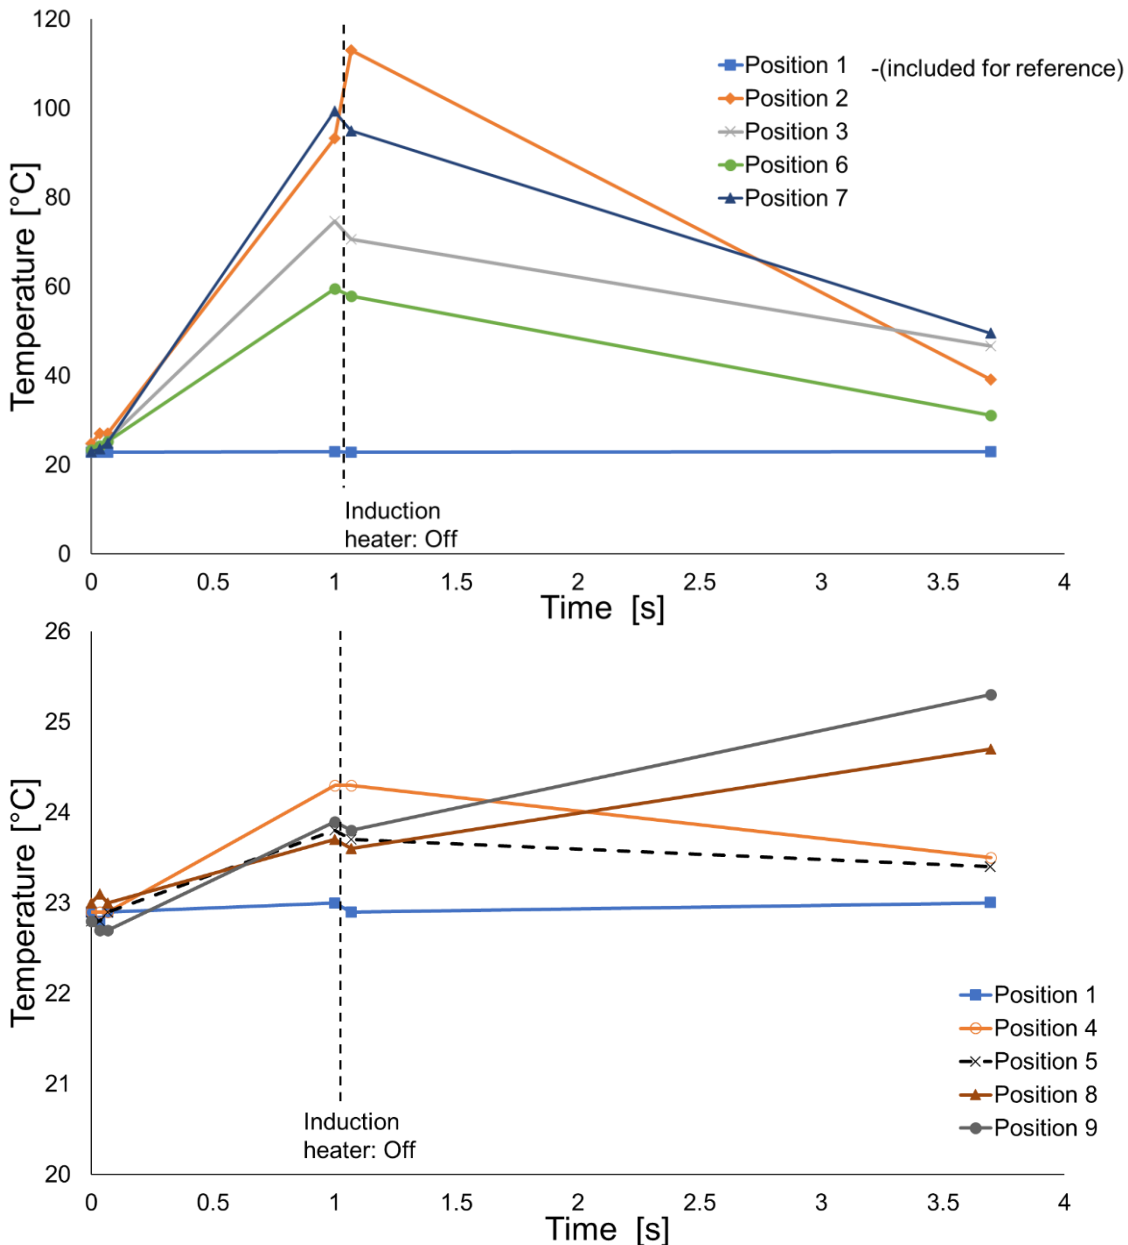 120
100
80
60
40
20
0
Temperature [°C]
Position 1 -(included for reference)
Position 2
Position 3
Position 6
Position 7
Induction
heater: Off
0 0.5 1 1.5 2 2.5 3 3.5 4
Time [s]
26
25
24
23
22
21
20
Temperature [°C]
Position 1
Position 4
Position 5
Position 8
Position 9
Induction
heater: Off
0 0.5 1 1.5 2 2.5 3 3.5 4
Time [s]